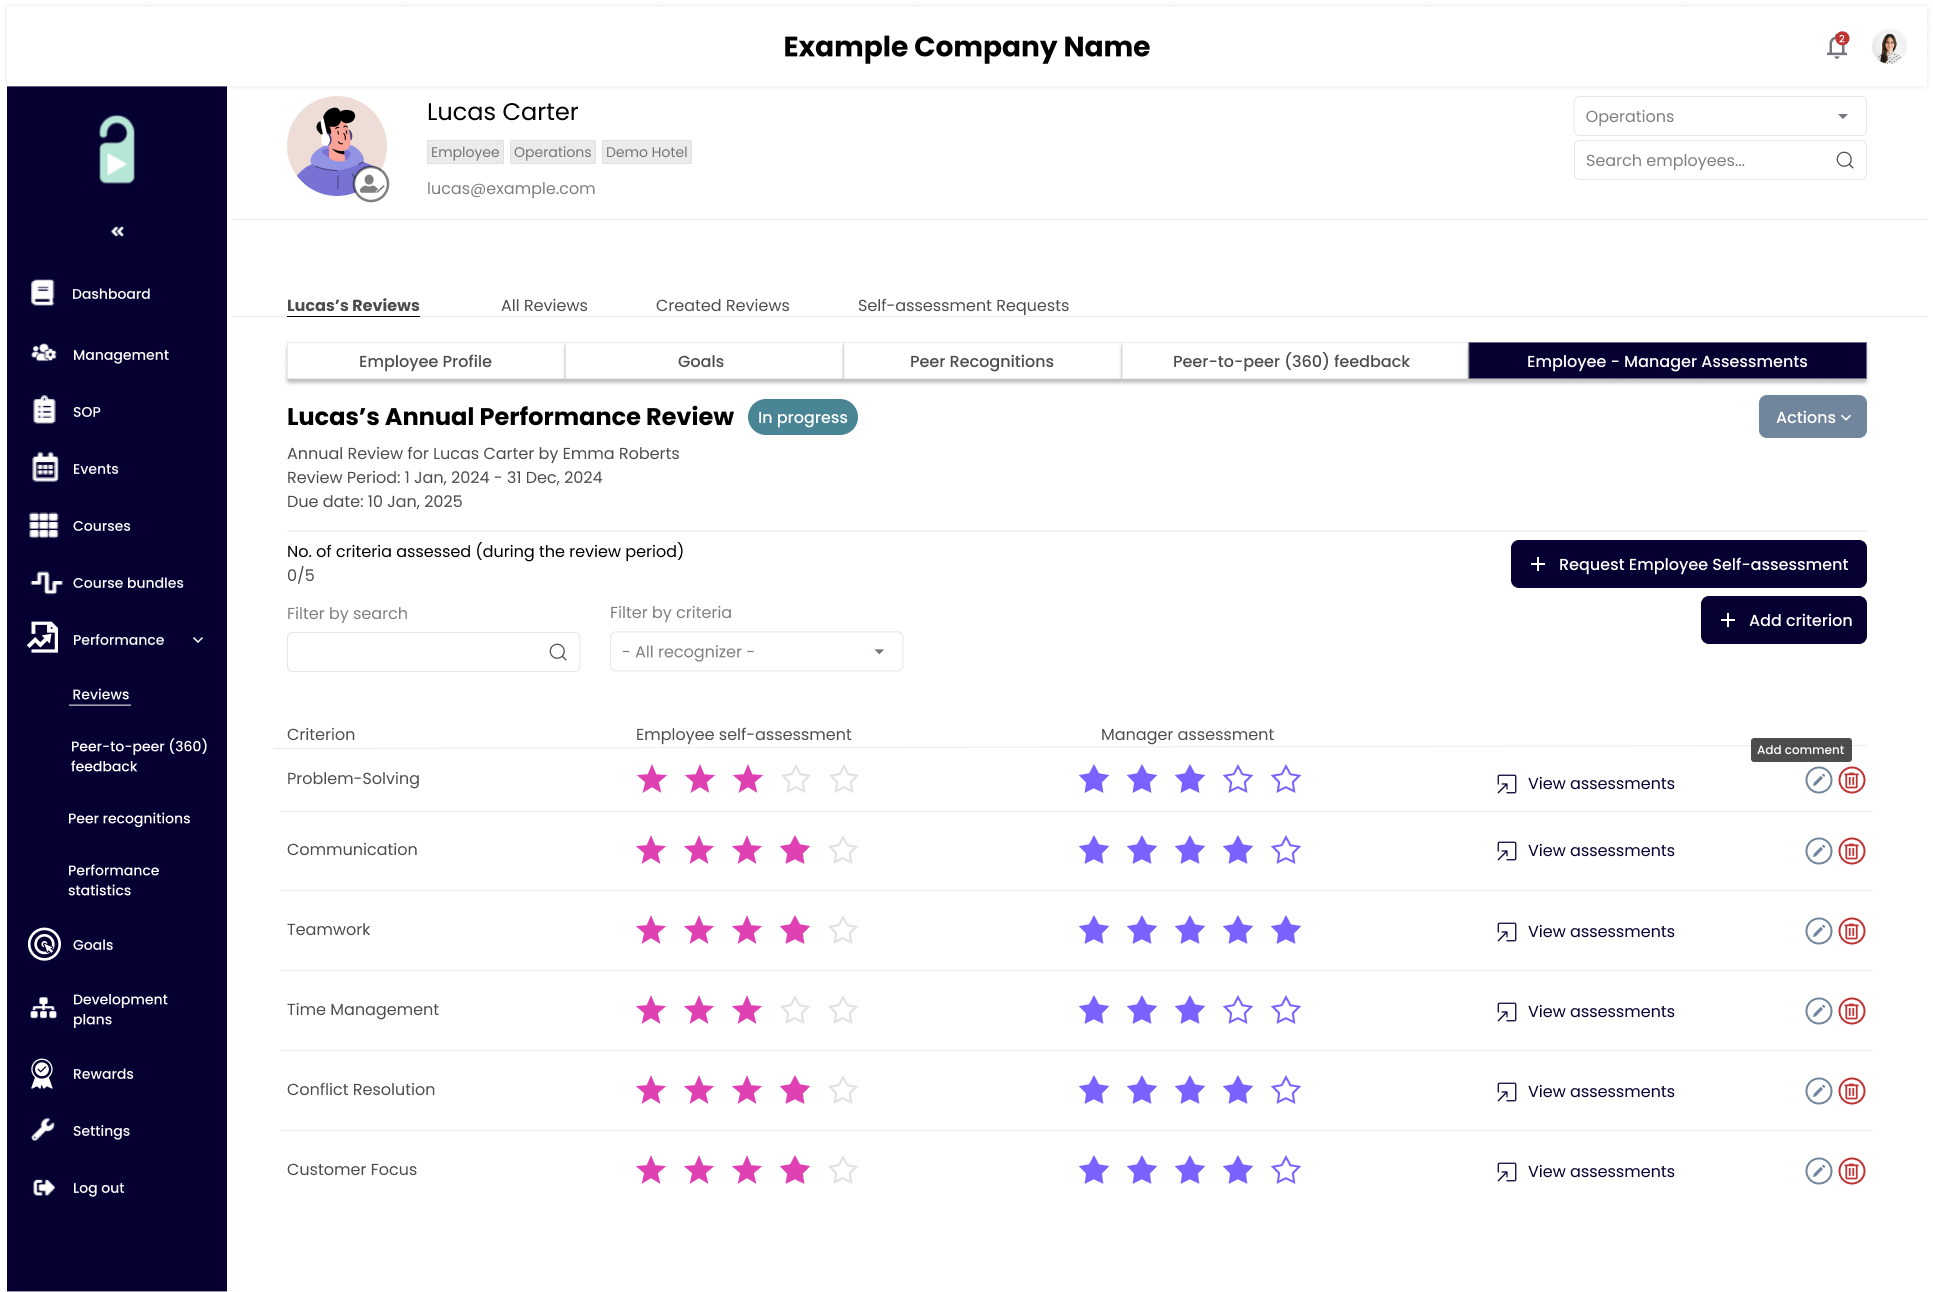 Example Company Name
2
Lucas Carter
Employee Operations Demo Hotel
lucas@example.com
Operations
Search employees...
«
Dashboard
Management
SOP
Events
Courses
Course bundles
Performance
Reviews
Peer-to-peer (360)
feedback
Peer recognitions
Performance
statistics
Goals
Development
plans
Rewards
Settings
Log out
Lucas’s Reviews All Reviews Created Reviews Self-assessment Requests
Employee Profile Goals Peer Recognitions Peer-to-peer (360) feedback Employee - Manager Assessments
Lucas’s Annual Performance Review In progress Actions
Annual Review for Lucas Carter by Emma Roberts
Review Period: 1 Jan, 2024 - 31 Dec, 2024
Due date: 10 Jan, 2025
No. of criteria assessed (during the review period)
0/5
+ Request Employee Self-assessment
+ Add criterion
Filter by search Filter by criteria
- All recognizer -
Criterion Employee self-assessment Manager assessment
Add comment
Problem-Solving View assessments
Communication View assessments
Teamwork View assessments
Time Management View assessments
Conflict Resolution View assessments
Customer Focus View assessments